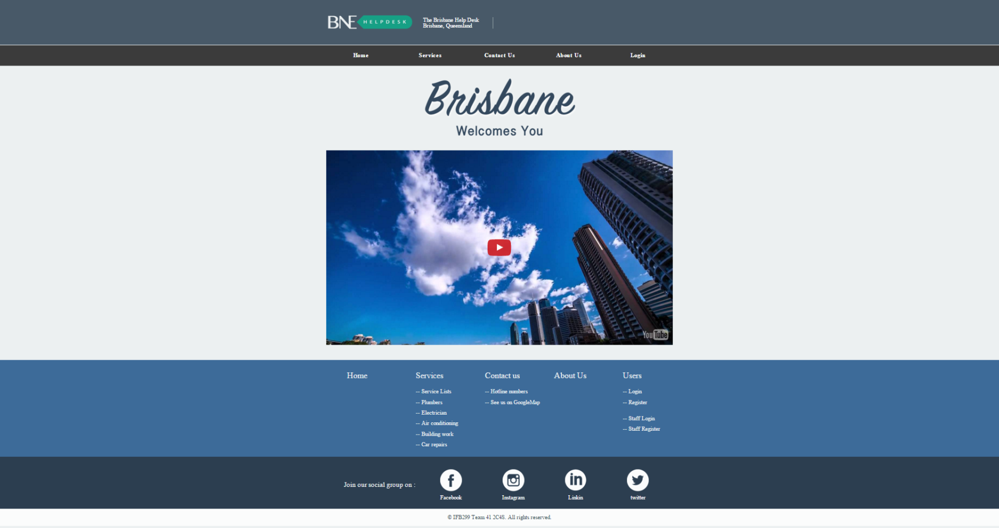 BNE HELPDESK
The Brisbane Help Desk
Brisbane, Queensland
Home Services Contact Us About Us Login
Brisbane
Welcomes You
YouTube
Home
Services
-- Service Lists
-- Plumbers
-- Electrician
-- Air conditioning
-- Building work
-- Car repairs
Contact us
-- Hotline numbers
-- See us on GoogleMap
About Us
Users
-- Login
-- Register
-- Staff Login
-- Staff Register
Join our social group on :
Facebook
Instagram
Linkin
twitter
© IFB299 Team 41 2C4S. All rights reserved.